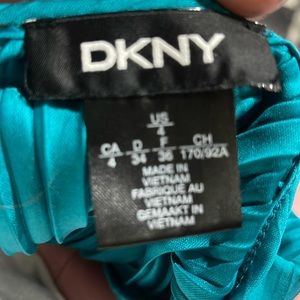 DKNY
US
4
CA D F CH
4 34 36 170/92A
MADE IN
VIETNAM
FABRIQUE AU
VIETNAM
GEMAAKT IN
VIETNAM